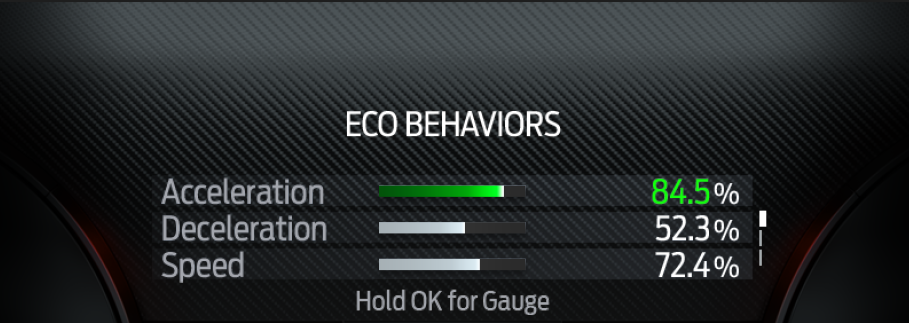 ECO BEHAVIORS
Acceleration 84.5%
Deceleration 52.3%
Speed 72.4%
Hold OK for Gauge